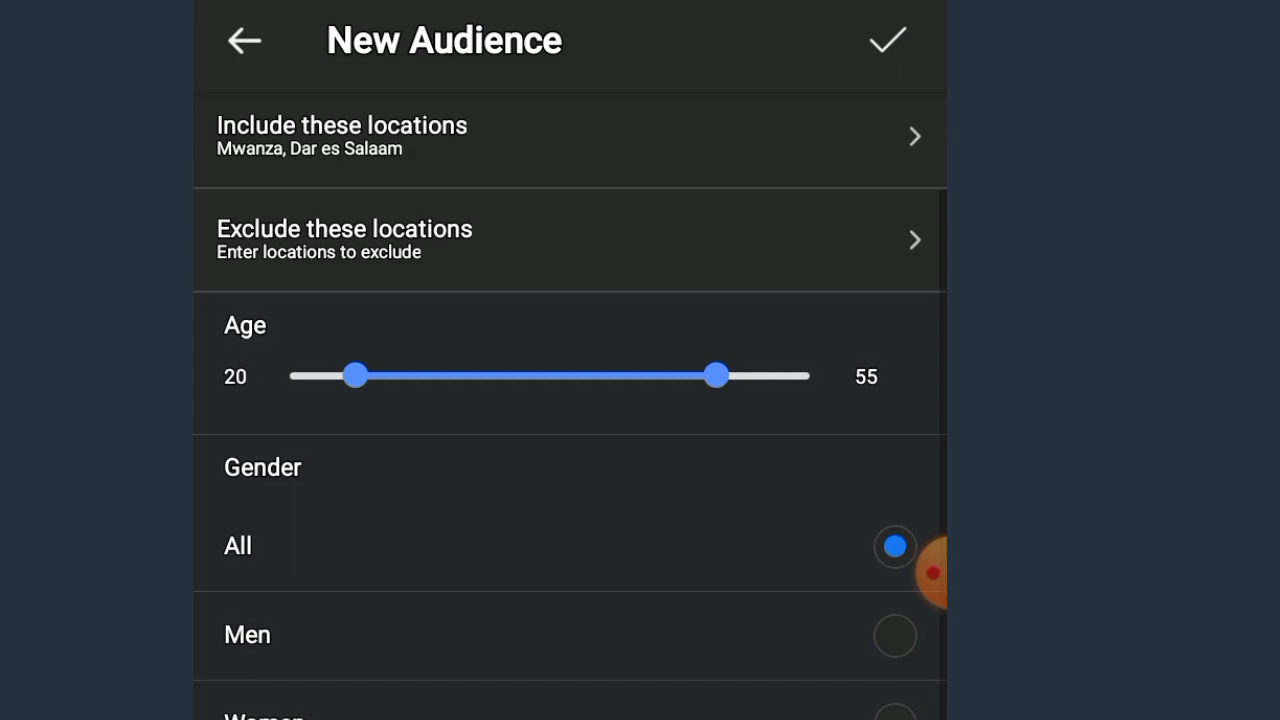 New Audience
Include these locations
Mwanza, Dar es Salaam
Exclude these locations
Enter locations to exclude
Age
20
55
Gender
All
Men
Women